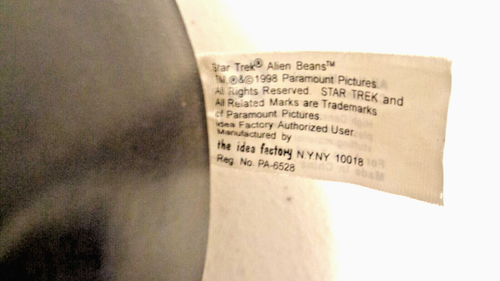 Star Trek® Alien Beans™
TM, ®&©1998 Paramount Pictures.
All Rights Reserved. STAR TREK and
All Related Marks are Trademarks
of Paramount Pictures.
Idea Factory Authorized User
Manufactured by
the idea factory NYNY 10018
Reg. No. PA-6528